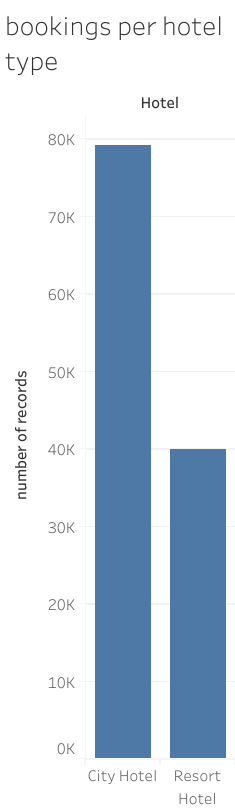 bookings per hotel
type
Hotel
80K
70K
60K
50K
number of records
40K
30K
20K
10K
0K
City Hotel
Resort
Hotel